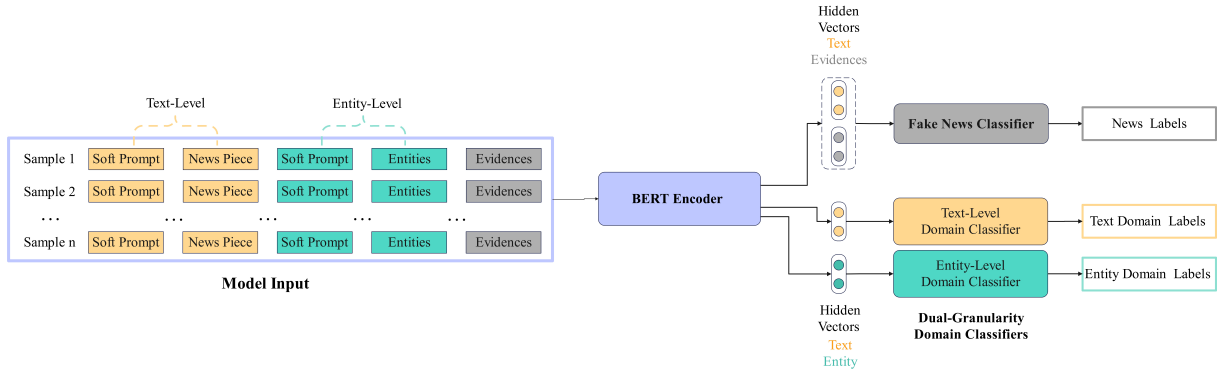 Hidden
Vectors
Text
Evidences
Text-Level
Entity-Level
Fake News Classifier
News Labels
Sample 1
Soft Prompt
News Piece
Soft Prompt
Entities
Evidences
Sample 2
Soft Prompt
News Piece
Soft Prompt
Entities
Evidences
...
...
...
...
...
Sample n
Soft Prompt
News Piece
Soft Prompt
Entities
Evidences
Model Input
BERT Encoder
Text-Level
Domain Classifier
Text Domain Labels
Entity-Level
Domain Classifier
Entity Domain Labels
Hidden
Vectors
Text
Entity
Dual-Granularity
Domain Classifiers